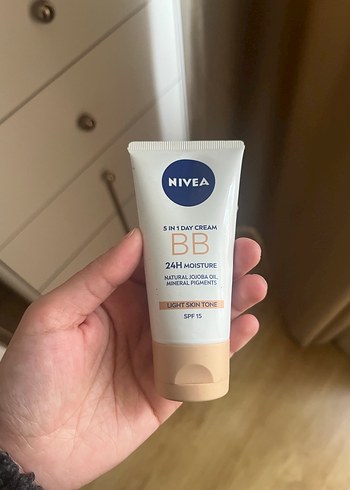 NIVEA
5 IN 1 DAY CREAM
BB
24H MOISTURE
NATURAL JOJOBA OIL,
MINERAL PIGMENTS
LIGHT SKIN TONE
SPF 15